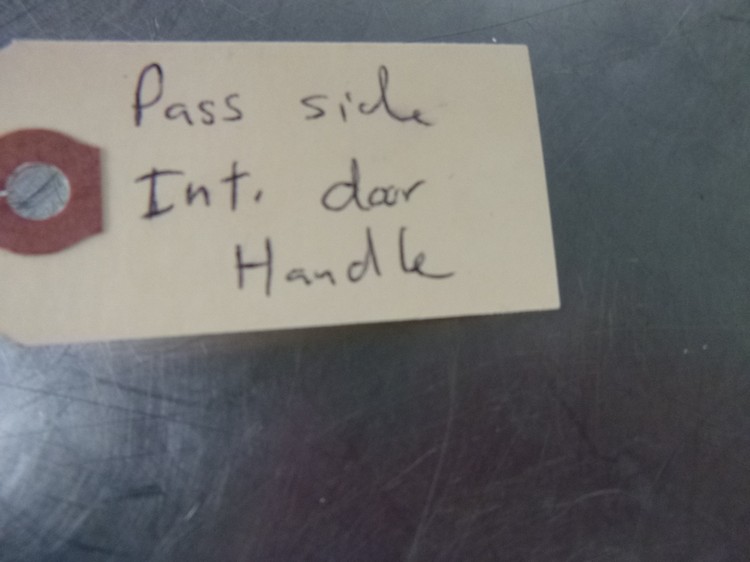 Pass side
Int. door
Handle